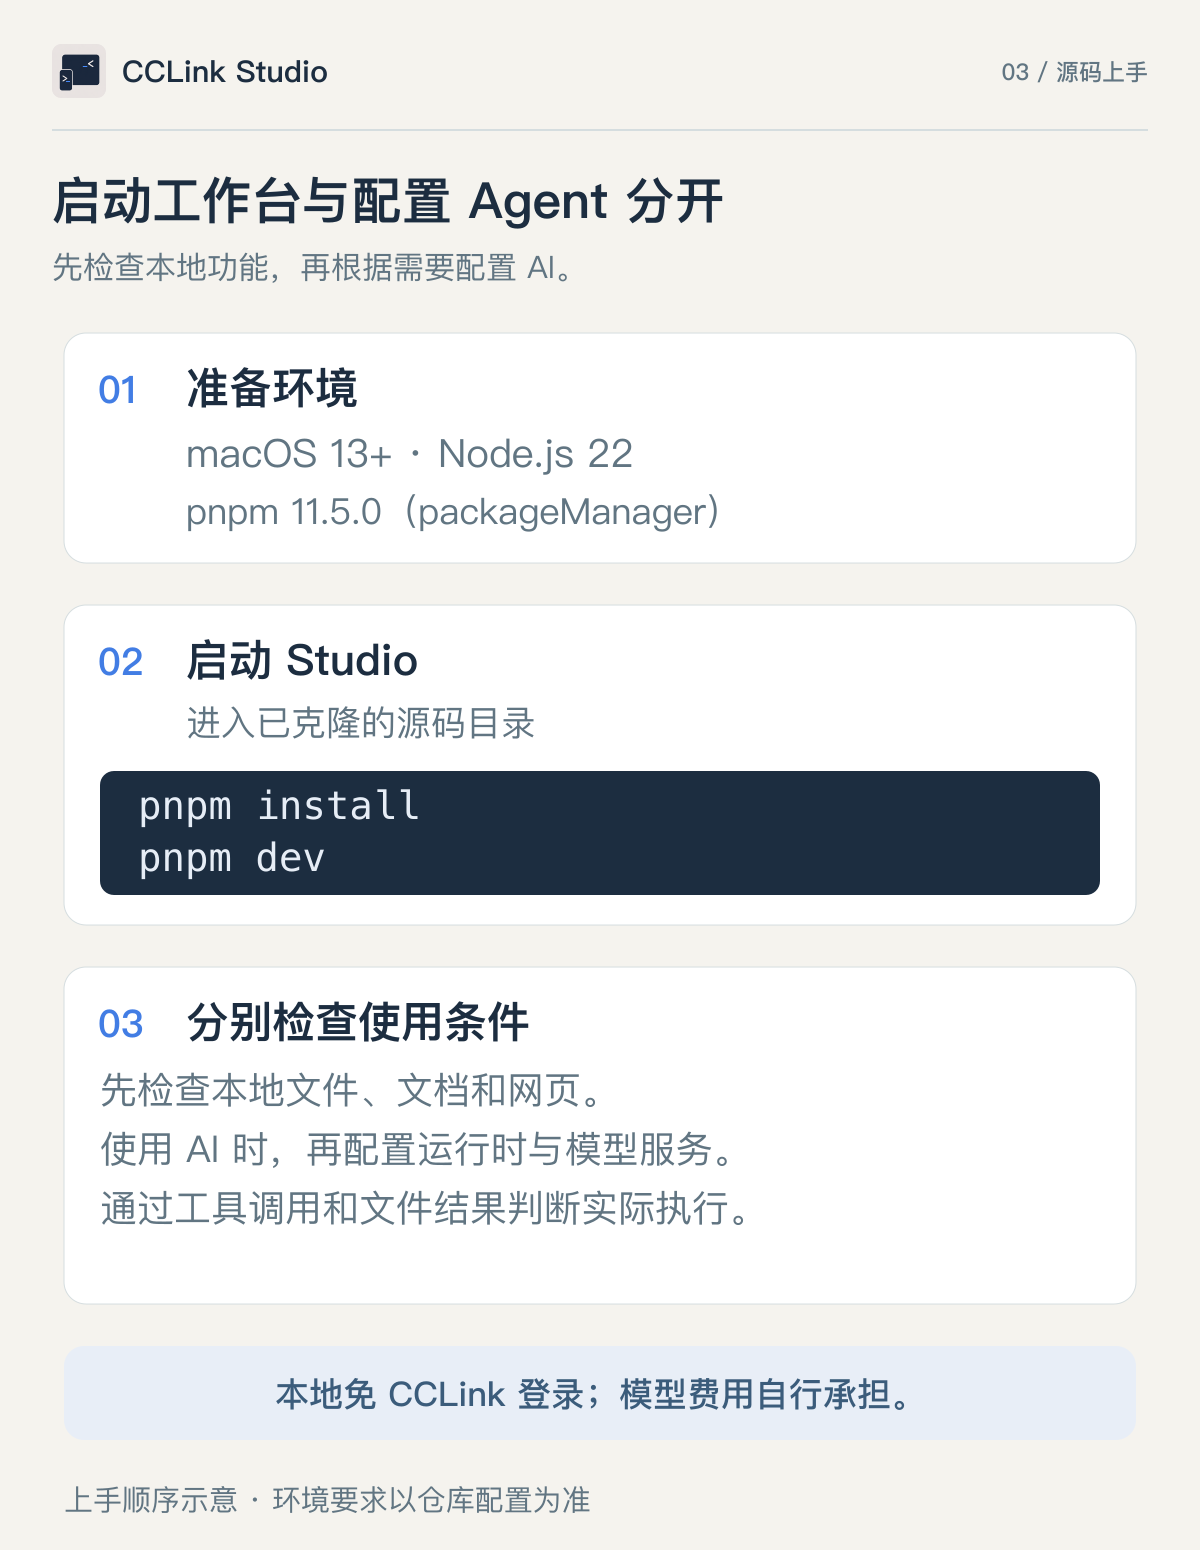 CCLink Studio
03 / 源码上手
启动工作台与配置 Agent 分开
先检查本地功能，再根据需要配置 AI。
01 准备环境
macOS 13+ · Node.js 22
pnpm 11.5.0（packageManager）
02 启动 Studio
进入已克隆的源码目录
pnpm install
pnpm dev
03 分别检查使用条件
先检查本地文件、文档和网页。
使用 AI 时，再配置运行时与模型服务。
通过工具调用和文件结果判断实际执行。
本地免 CCLink 登录；模型费用自行承担。
上手顺序示意 · 环境要求以仓库配置为准